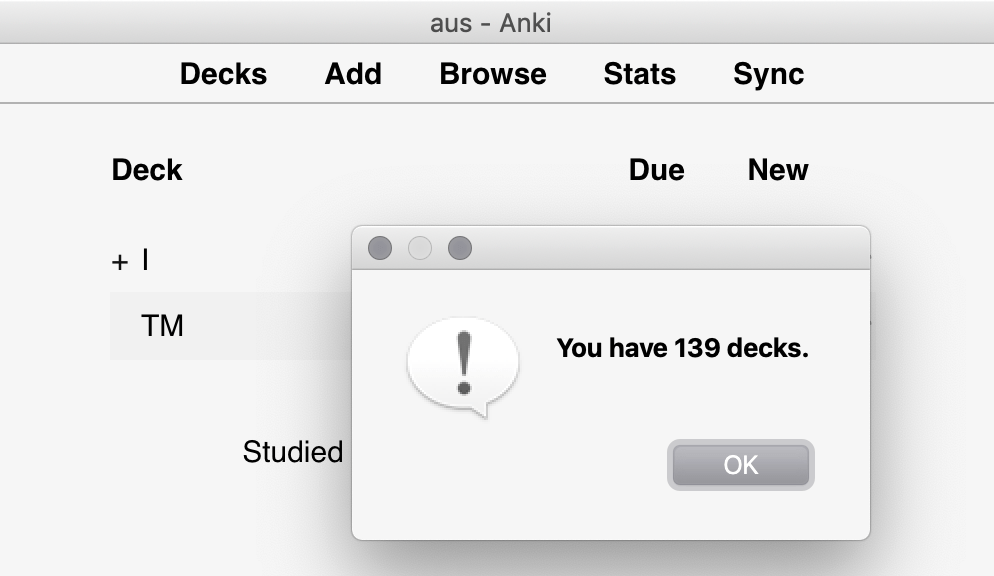 aus - Anki
Decks Add Browse Stats Sync
Deck Due New
+ I
TM
You have 139 decks.
Studied
OK